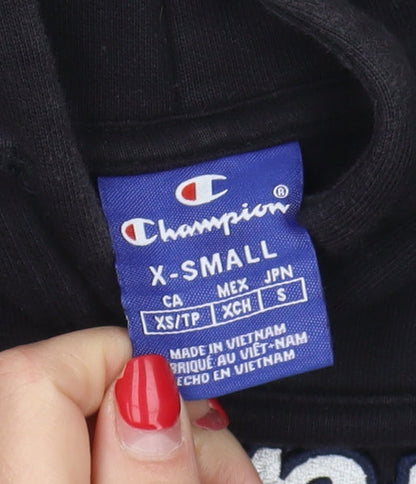 Champion®
X-SMALL
CA MEX JPN
XS/TP XCH S
MADE IN VIETNAM
FABRIQUÉ AU VIÊT-NAM
HECHO EN VIETNAM